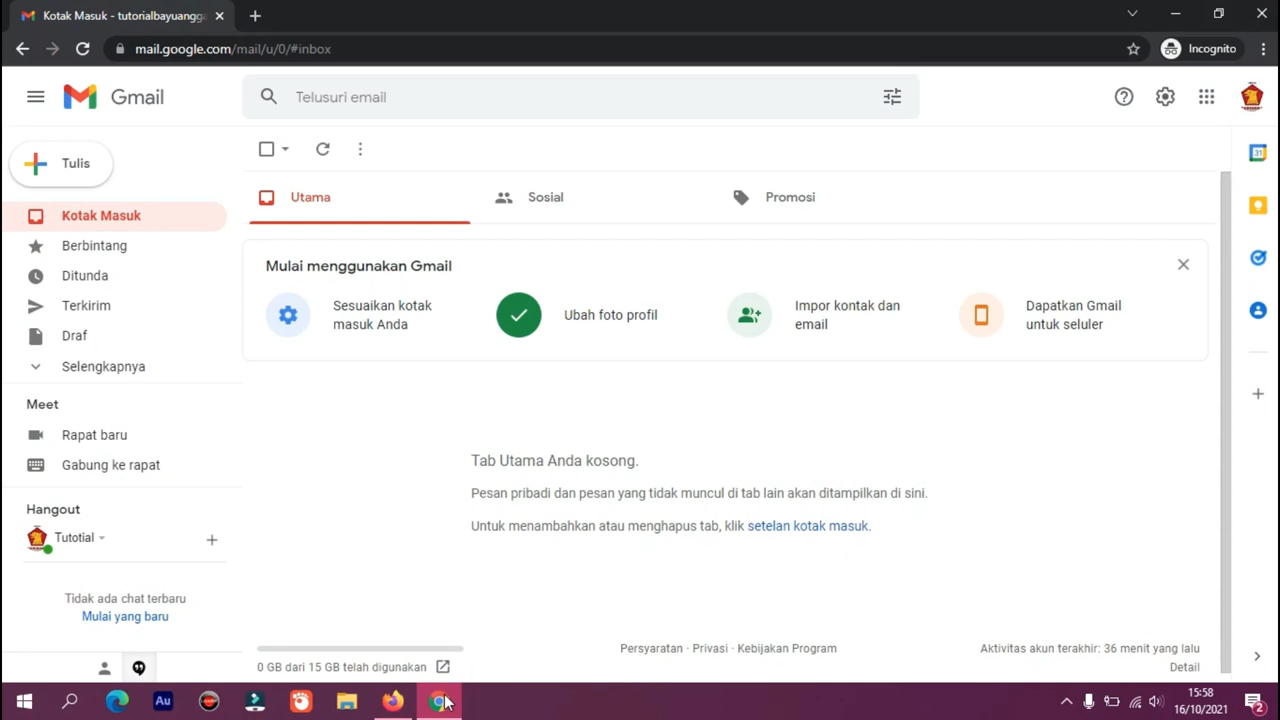 Kotak Masuk - tutorialbayuangga
mail.google.com/mail/u/0/#inbox
Incognito
Gmail
Telusuri email
Tulis
Kotak Masuk
Berbintang
Ditunda
Terkirim
Draf
Selengkapnya
Meet
Rapat baru
Gabung ke rapat
Hangout
Tutotial
Tidak ada chat terbaru
Mulai yang baru
Utama
Sosial
Promosi
Mulai menggunakan Gmail
Sesuaikan kotak
masuk Anda
Ubah foto profil
Impor kontak dan
email
Dapatkan Gmail
untuk seluler
Tab Utama Anda kosong.
Pesan pribadi dan pesan yang tidak muncul di tab lain akan ditampilkan di sini.
Untuk menambahkan atau menghapus tab, klik setelan kotak masuk.
0 GB dari 15 GB telah digunakan
Persyaratan · Privasi · Kebijakan Program
Aktivitas akun terakhir: 36 menit yang lalu
Detail
31
Au
15:58
16/10/2021
2